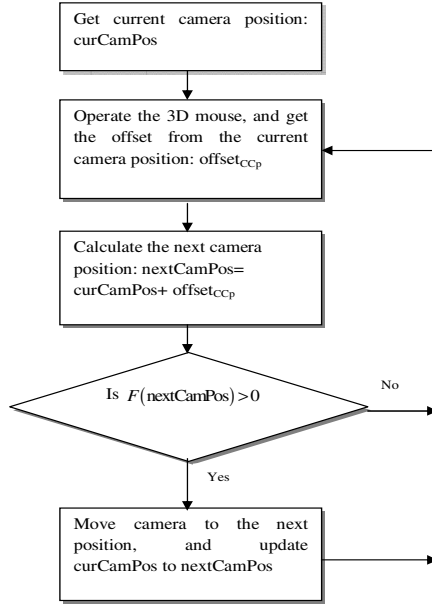 Get current camera position:
curCamPos
Operate the 3D mouse, and get
the offset from the current
camera position: offsetCCp
Calculate the next camera
position: nextCamPos=
curCamPos+ offsetCCp
Is F(nextCamPos)>0
No
Yes
Move camera to the next
position, and update
curCamPos to nextCamPos